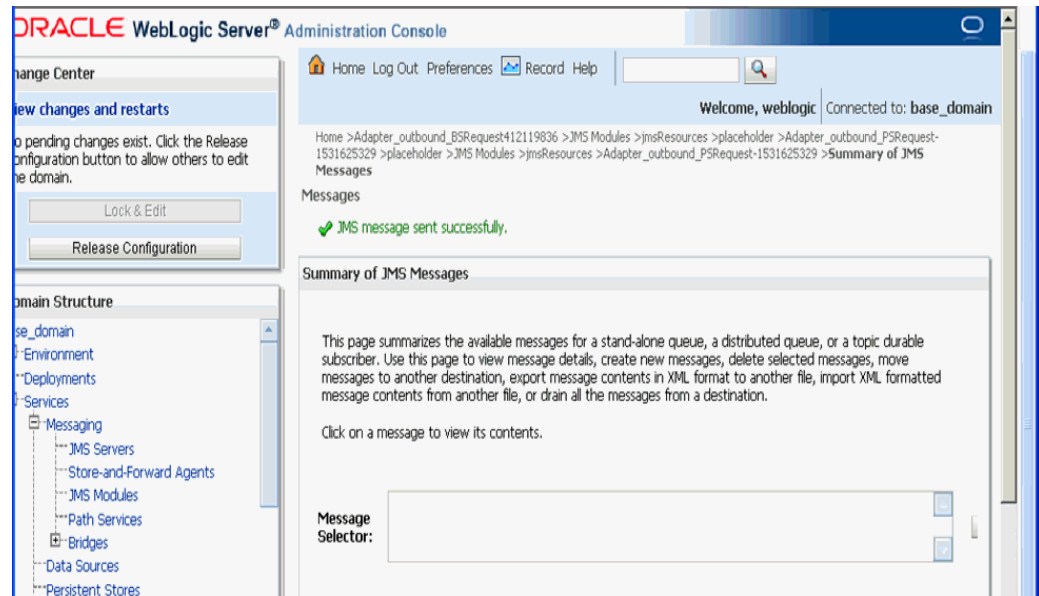 ORACLE WebLogic Server® Administration Console
hange Center
iew changes and restarts
o pending changes exist. Click the Release
onfiguration button to allow others to edit
he domain.
Lock & Edit
Release Configuration
omain Structure
se_domain
Environment
Deployments
Services
Messaging
JMS Servers
Store-and-Forward Agents
JMS Modules
Path Services
Bridges
Data Sources
Persistent Stores
Home Log Out Preferences Record Help
Welcome, weblogic Connected to: base_domain
Home >Adapter_outbound_BSRequest412119836 >JMS Modules >jmsResources >placeholder >Adapter_outbound_PSRequest-
1531625329 >placeholder >JMS Modules >jmsResources >Adapter_outbound_PSRequest-1531625329 >Summary of JMS
Messages
Messages
JMS message sent successfully.
Summary of JMS Messages
This page summarizes the available messages for a stand-alone queue, a distributed queue, or a topic durable
subscriber. Use this page to view message details, create new messages, delete selected messages, move
messages to another destination, export message contents in XML format to another file, import XML formatted
message contents from another file, or drain all the messages from a destination.
Click on a message to view its contents.
Message
Selector: